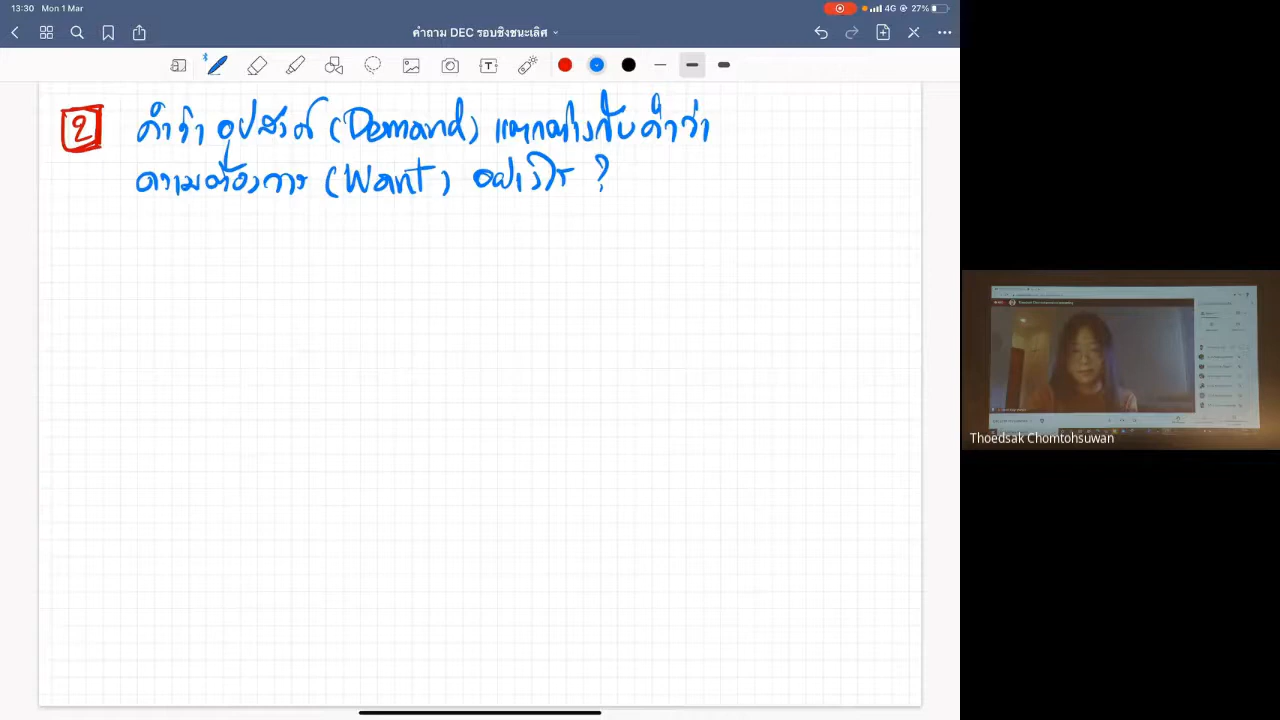 13:30 Mon 1 Mar
4G 27%
คำถาม DEC รอบชิงชนะเลิศ
2 คำว่า อุปสงค์ (Demand) แตกต่างกับคำว่า
ความต้องการ (Want) อย่างไร ?
Thoedsak Chomtohsuwan